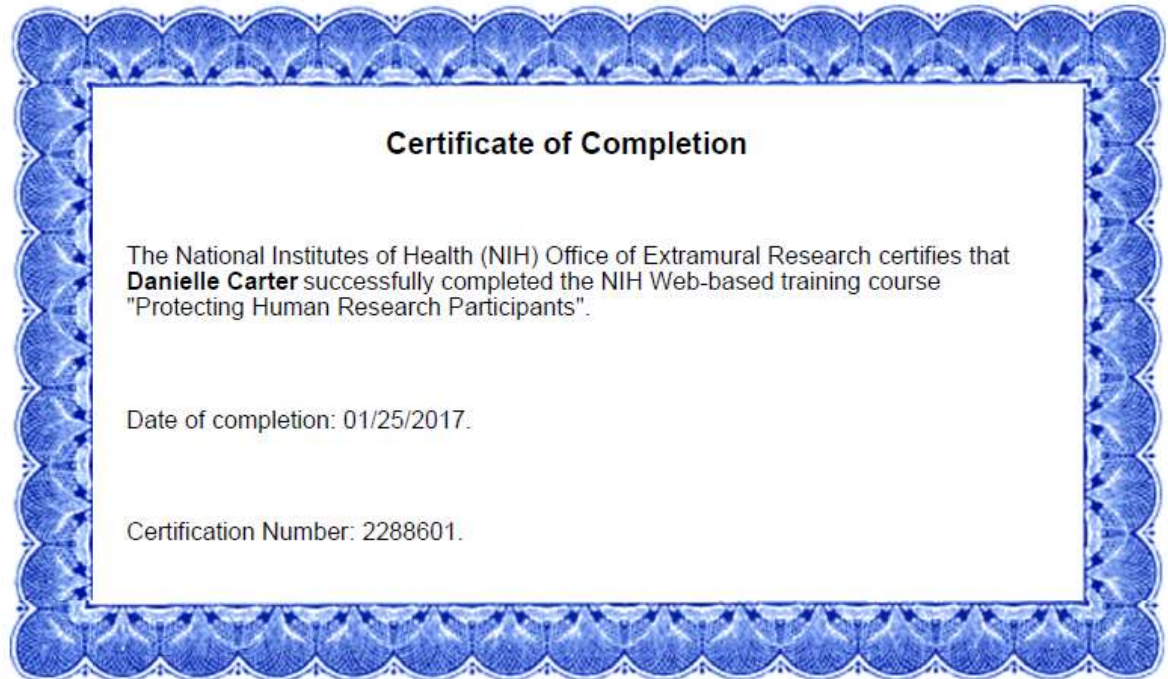 Certificate of Completion
The National Institutes of Health (NIH) Office of Extramural Research certifies that
Danielle Carter successfully completed the NIH Web-based training course
"Protecting Human Research Participants".
Date of completion: 01/25/2017.
Certification Number: 2288601.